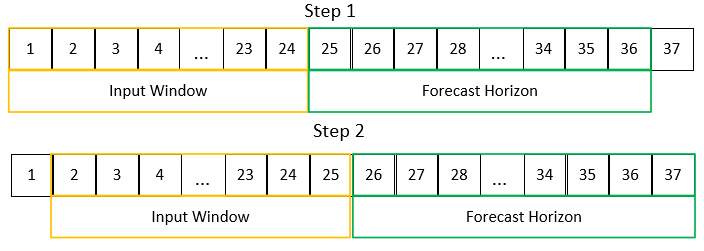 Step 1
1 2 3 4 ... 23 24 25 26 27 28 ... 34 35 36 37
Input Window Forecast Horizon
Step 2
1 2 3 4 ... 23 24 25 26 27 28 ... 34 35 36 37
Input Window Forecast Horizon